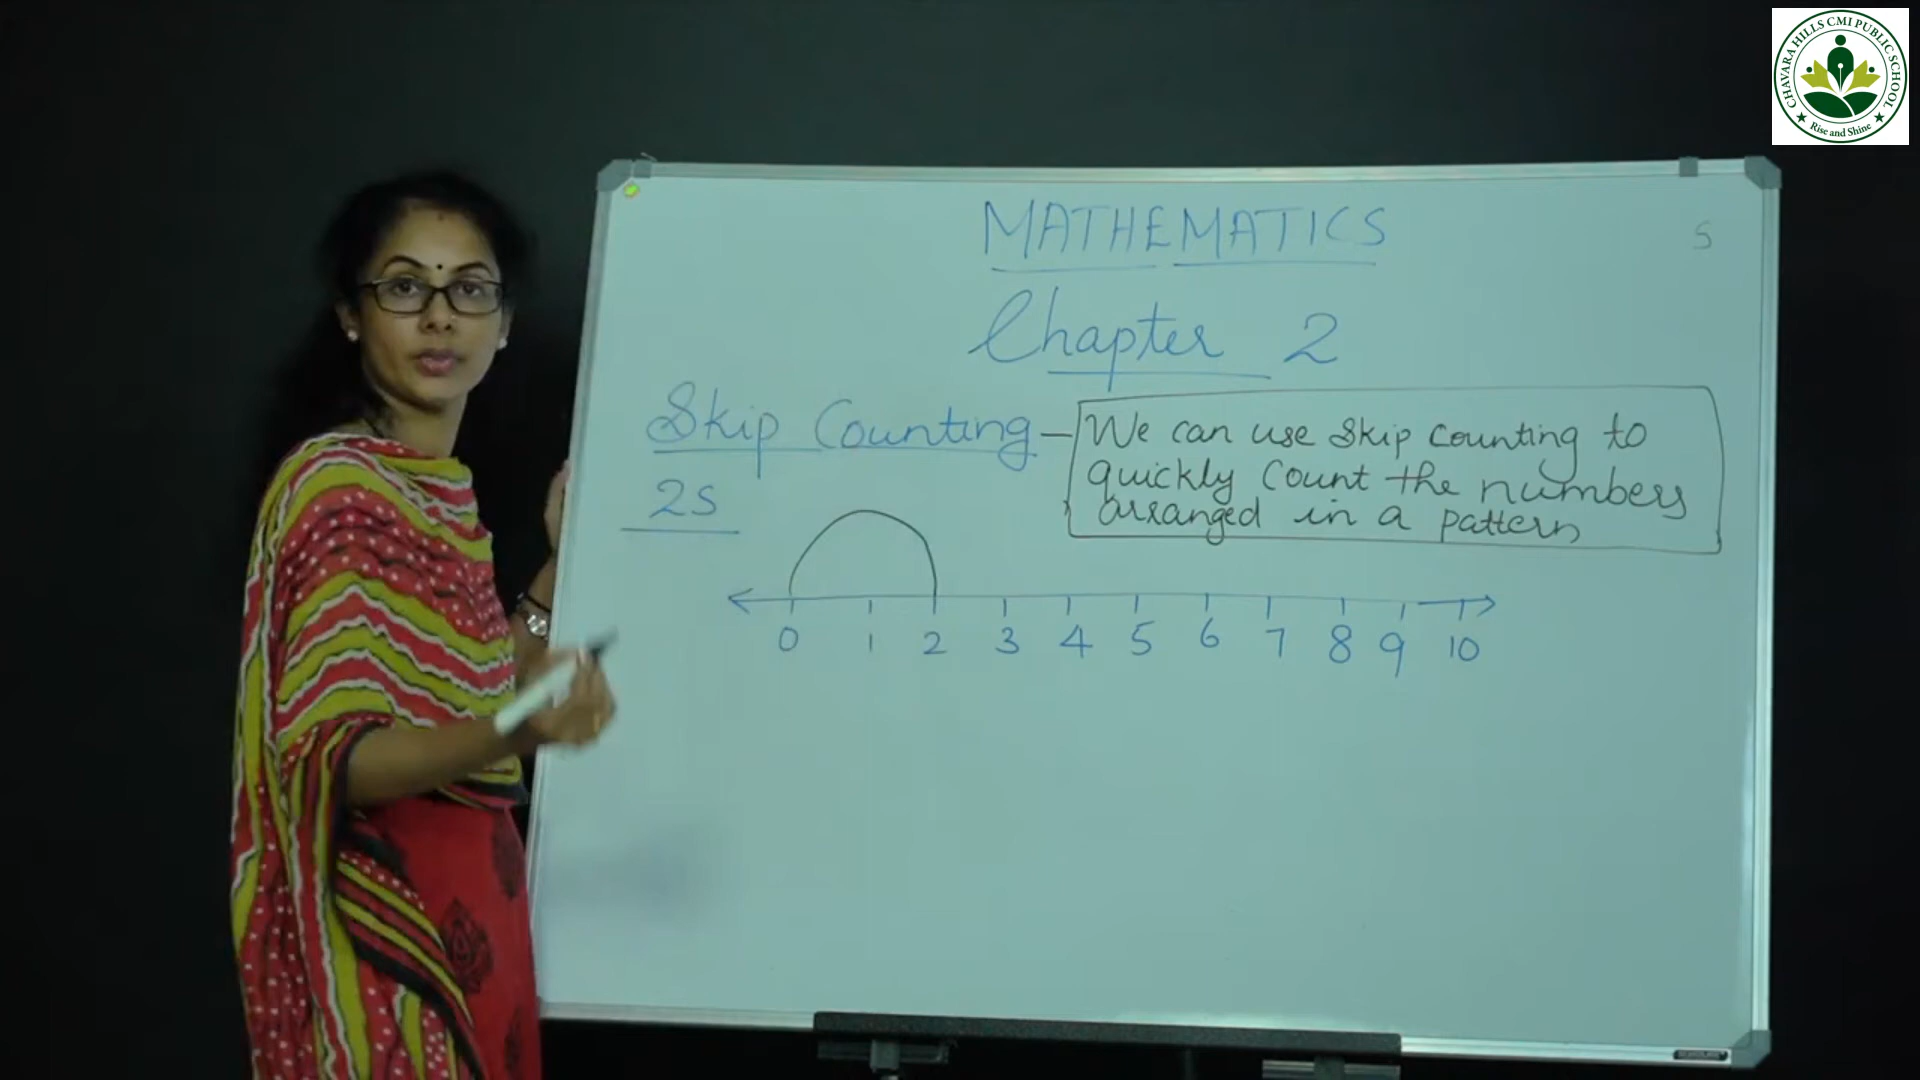 CHAVARA HILLS CMI PUBLIC SCHOOL
Rise and Shine
MATHEMATICS
S
Chapter 2
Skip Counting — We can use skip counting to
quickly count the numbers
arranged in a pattern
2S
0 1 2 3 4 5 6 7 8 9 10